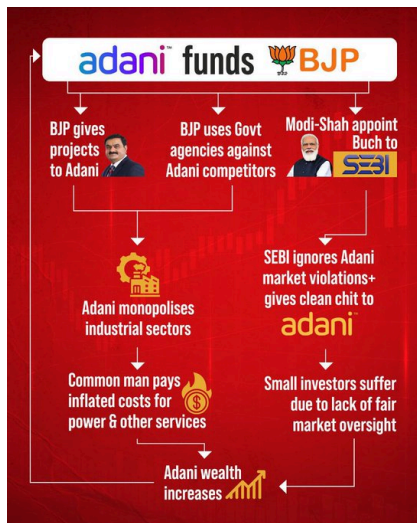 adani™ funds BJP
BJP gives
projects
to Adani
BJP uses Govt
agencies against
Adani competitors
Modi-Shah appoint
Buch to
SEBI
Adani monopolises
industrial sectors
SEBI ignores Adani
market violations+
gives clean chit to
adani™
Common man pays
inflated costs for
power & other services
$
Small investors suffer
due to lack of fair
market oversight
Adani wealth
increases